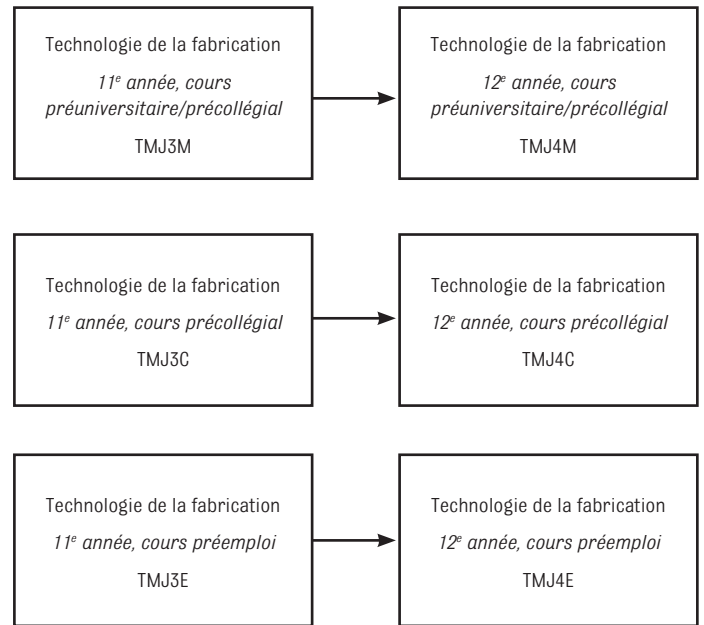 Technologie de la fabrication
11e année, cours
préuniversitaire/précollégial
TMJ3M
Technologie de la fabrication
12e année, cours
préuniversitaire/précollégial
TMJ4M
Technologie de la fabrication
11e année, cours précollégial
TMJ3C
Technologie de la fabrication
12e année, cours précollégial
TMJ4C
Technologie de la fabrication
11e année, cours préemploi
TMJ3E
Technologie de la fabrication
12e année, cours préemploi
TMJ4E